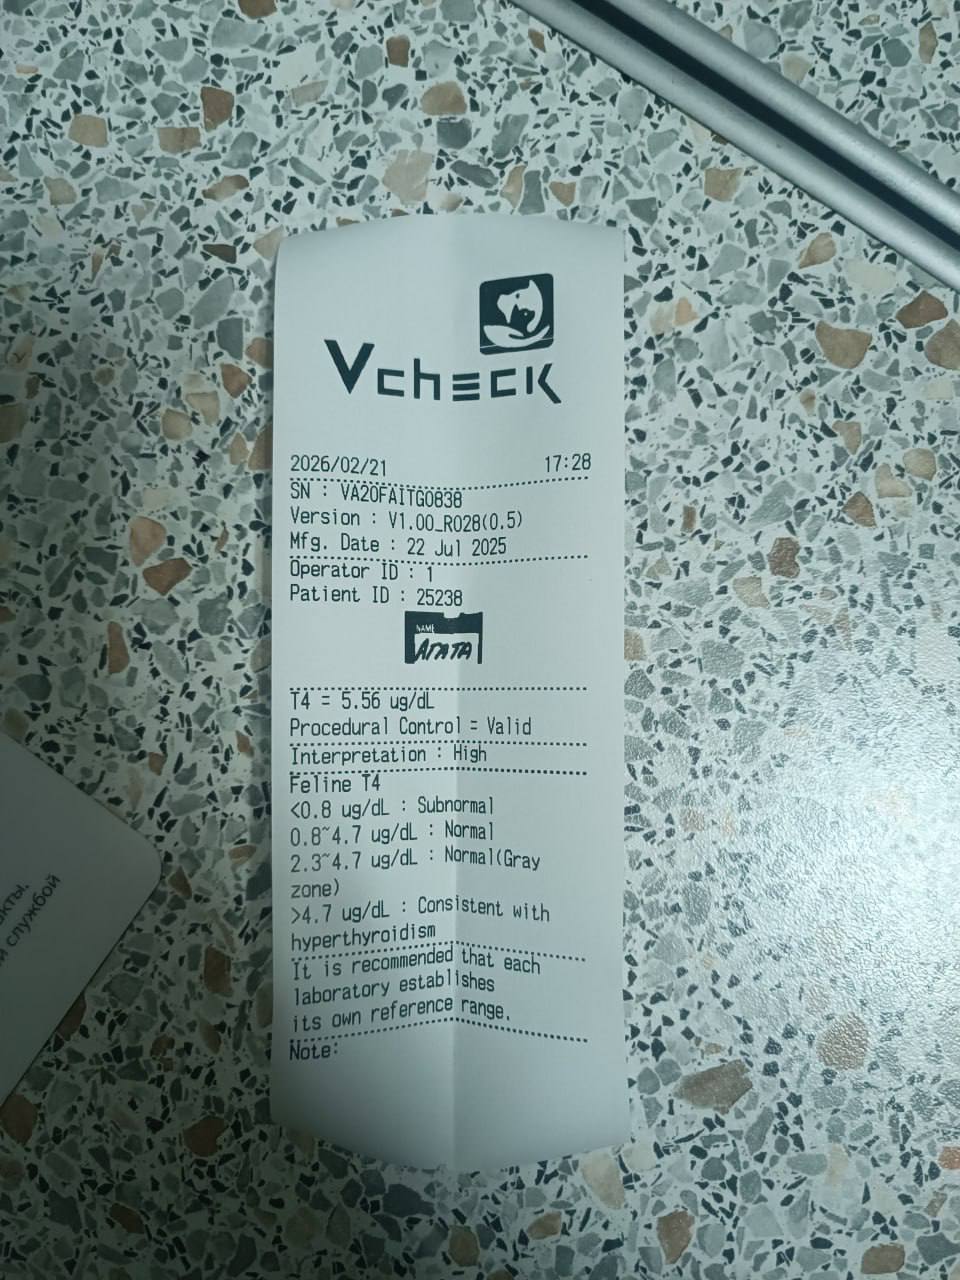 Vcheck
2026/02/21 17:28
SN : VA20FAITG0838
Version : V1.00_R028(0.5)
Mfg. Date : 22 Jul 2025
Operator ID : 1
Patient ID : 25238
NAME
АГАТА
T4 = 5.56 ug/dL
Procedural Control = Valid
Interpretation : High
Feline T4
<0.8 ug/dL : Subnormal
0.8~4.7 ug/dL : Normal
2.3~4.7 ug/dL : Normal(Gray
zone)
>4.7 ug/dL : Consistent with
hyperthyroidism
It is recommended that each
laboratory establishes
its own reference range.
Note:
службой